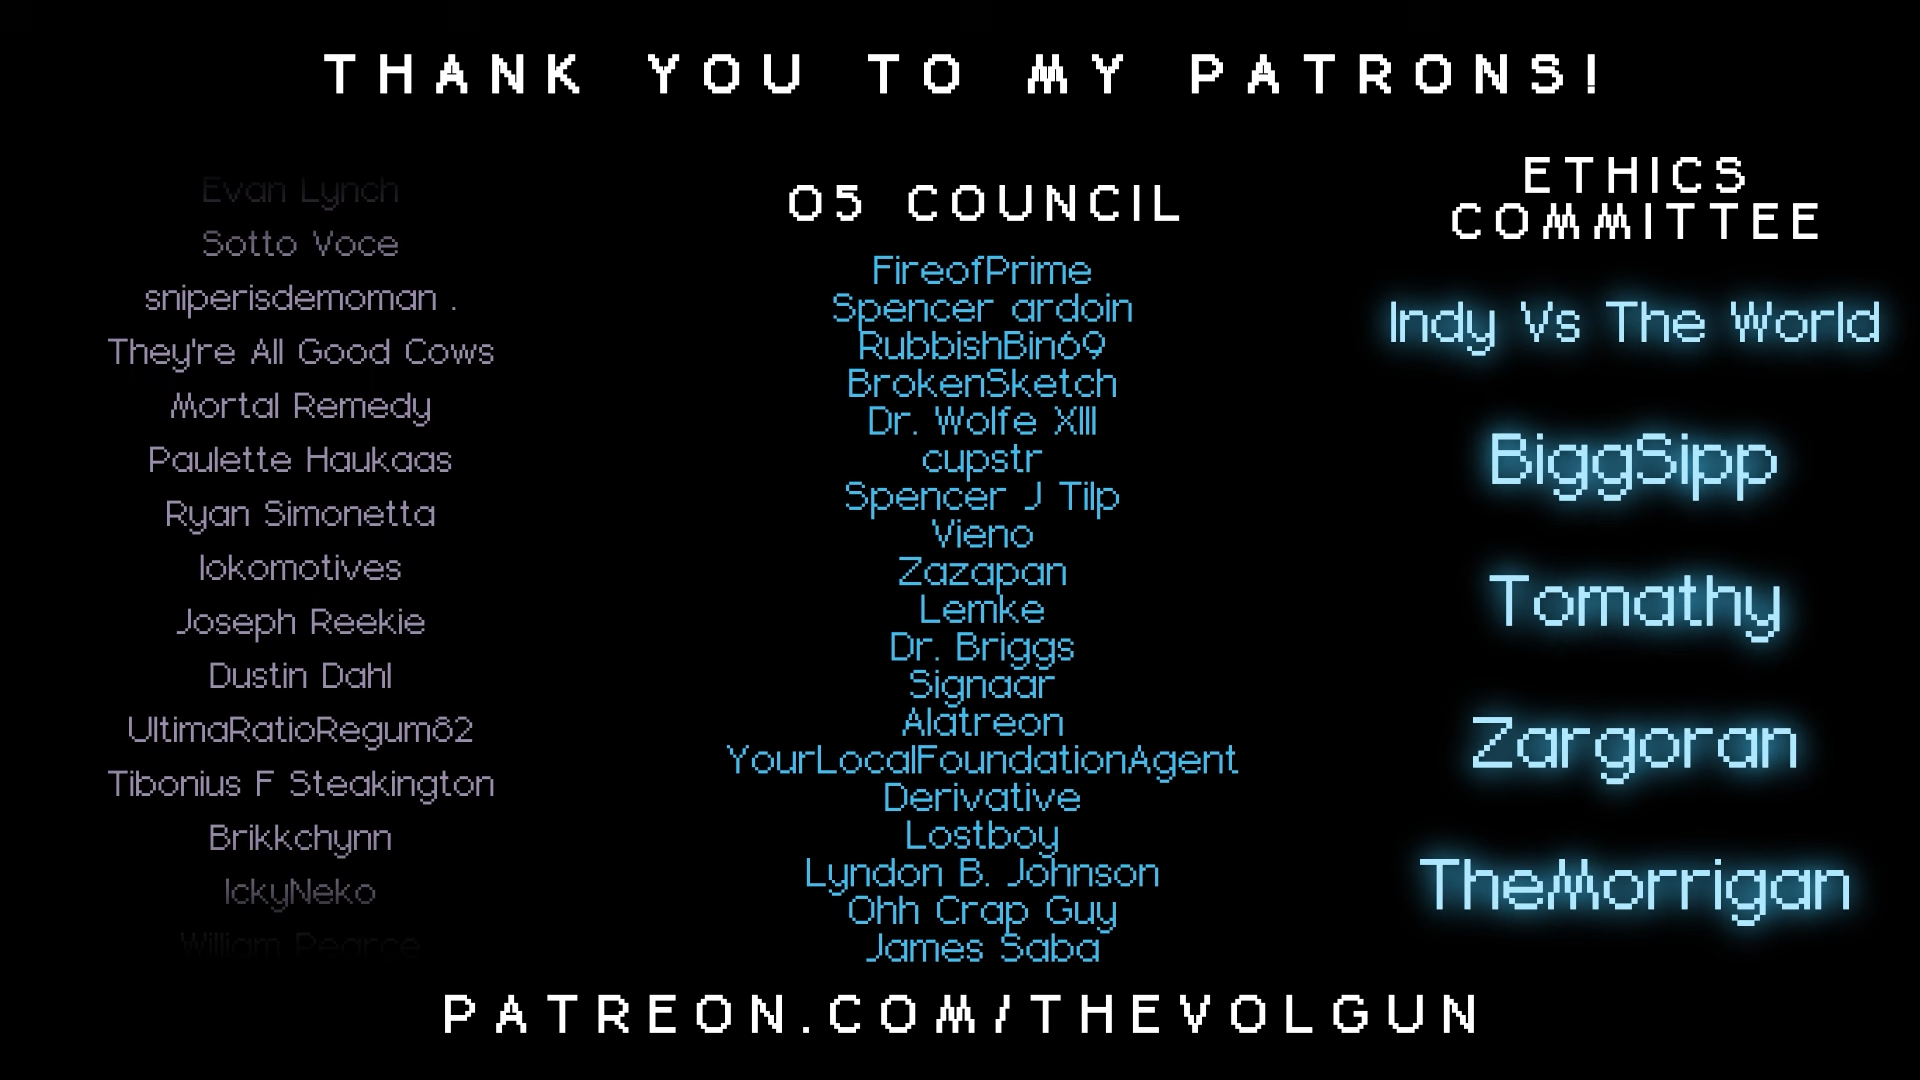 THANK YOU TO MY PATRONS!
Evan Lynch
Sotto Voce
sniperisdemoman .
They're All Good Cows
Mortal Remedy
Paulette Haukaas
Ryan Simonetta
lokomotives
Joseph Reekie
Dustin Dahl
UltimaRatioRegum82
Tibonius F Steakington
Brikkchynn
IckyNeko
William Pearce
O5 COUNCIL
FireofPrime
Spencer ardoin
RubbishBin69
BrokenSketch
Dr. Wolfe XIII
cupstr
Spencer J Tilp
Vieno
Zazapan
Lemke
Dr. Briggs
Signaar
Alatreon
YourLocalFoundationAgent
Derivative
Lostboy
Lyndon B. Johnson
Ohh Crap Guy
James Saba
ETHICS
COMMITTEE
Indy Vs The World
BiggSipp
Tomathy
Zargoran
TheMorrigan
PATREON.COM/THEVOLGUN